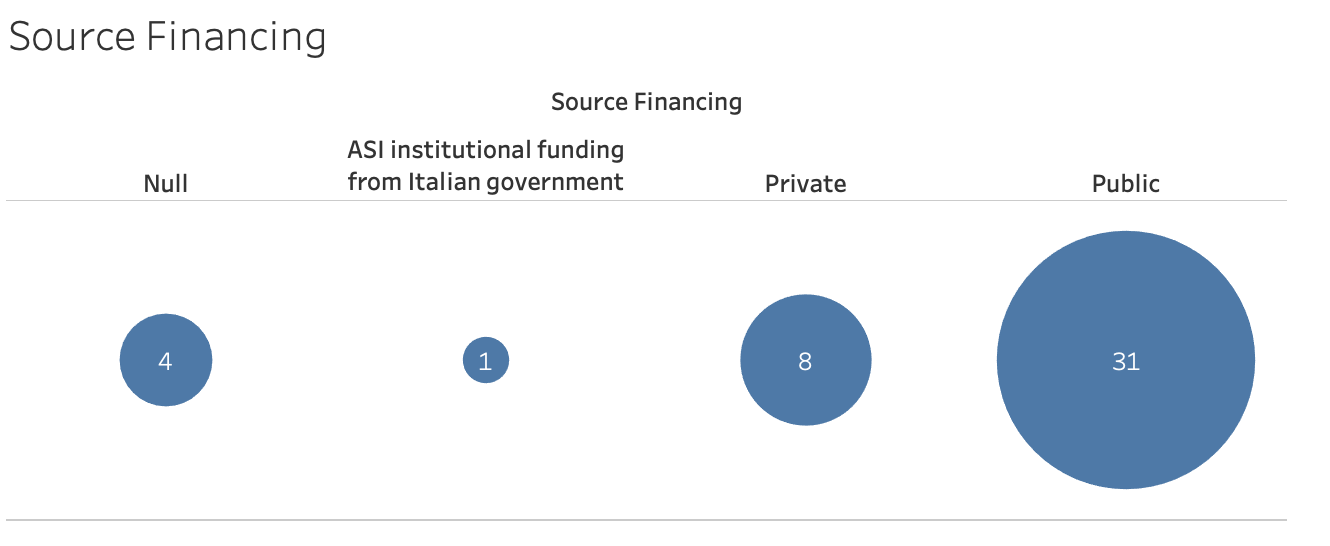 Source Financing
Source Financing
ASI institutional funding
from Italian government
Null
Private
Public
4
1
8
31